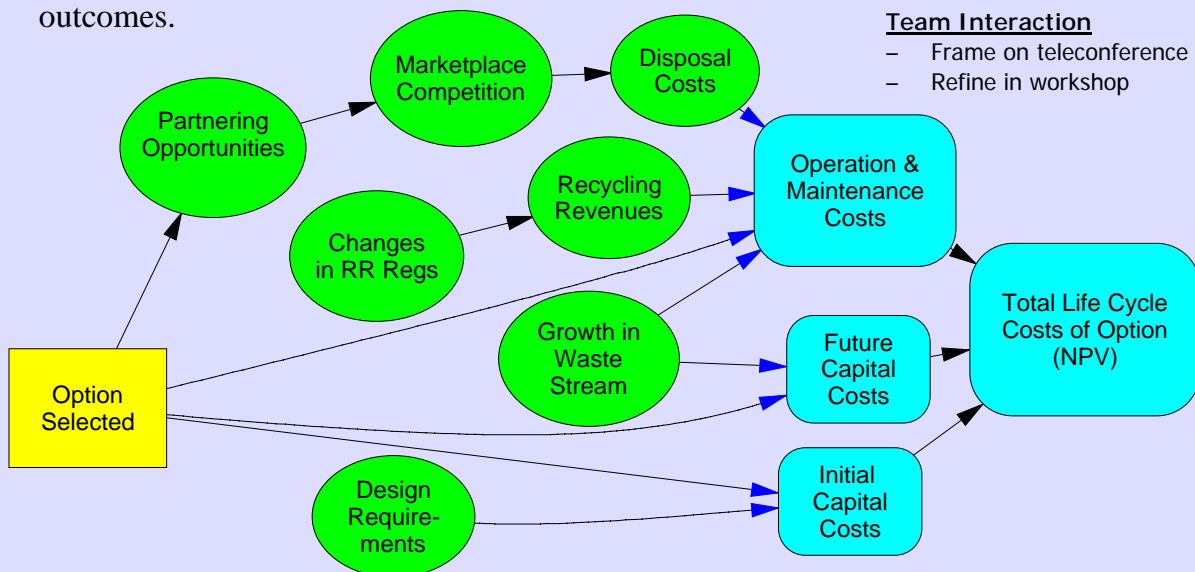 outcomes.
Team Interaction
– Frame on teleconference
– Refine in workshop
Marketplace
Competition
Disposal
Costs
Partnering
Opportunities
Operation &
Maintenance
Costs
Recycling
Revenues
Changes
in RR Regs
Total Life Cycle
Costs of Option
(NPV)
Growth in
Waste
Stream
Future
Capital
Costs
Option
Selected
Initial
Capital
Costs
Design
Require-
ments